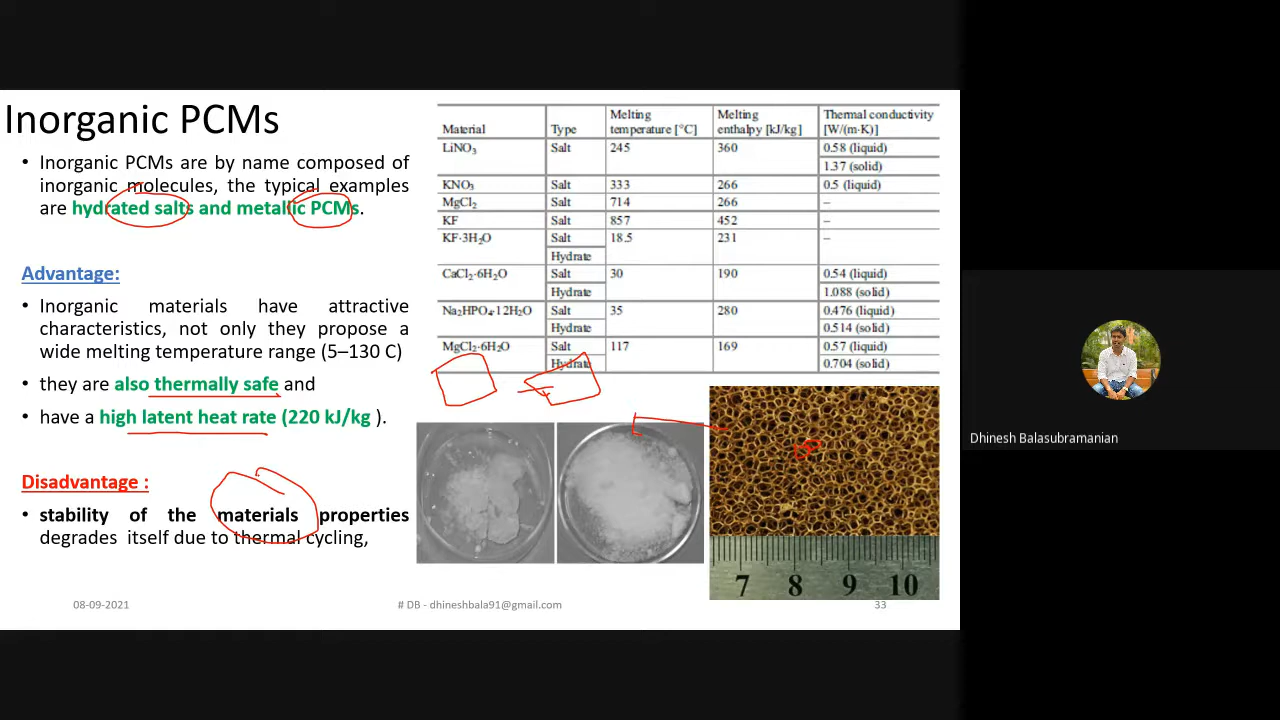 Inorganic PCMs
• Inorganic PCMs are by name composed of
inorganic molecules, the typical examples
are hydrated salts and metallic PCMs.
Advantage:
• Inorganic materials have attractive
characteristics, not only they propose a
wide melting temperature range (5–130 C)
• they are also thermally safe and
• have a high latent heat rate (220 kJ/kg ).
Disadvantage :
• stability of the materials properties
degrades itself due to thermal cycling,
Material Type Melting temperature [°C] Melting enthalpy [kJ/kg] Thermal conductivity [W/(m·K)]
LiNO₃ Salt 245 360 0.58 (liquid)
1.37 (solid)
KNO₃ Salt 333 266 0.5 (liquid)
MgCl₂ Salt 714 266 –
KF Salt 857 452 –
KF·3H₂O Salt 18.5 231 –
Hydrate
CaCl₂·6H₂O Salt 30 190 0.54 (liquid)
Hydrate 1.088 (solid)
Na₂HPO₄·12H₂O Salt 35 280 0.476 (liquid)
Hydrate 0.514 (solid)
MgCl₂·6H₂O Salt 117 169 0.57 (liquid)
Hydrate 0.704 (solid)
7 8 9 10
08-09-2021 # DB - dhineshbala91@gmail.com 33
Dhinesh Balasubramanian